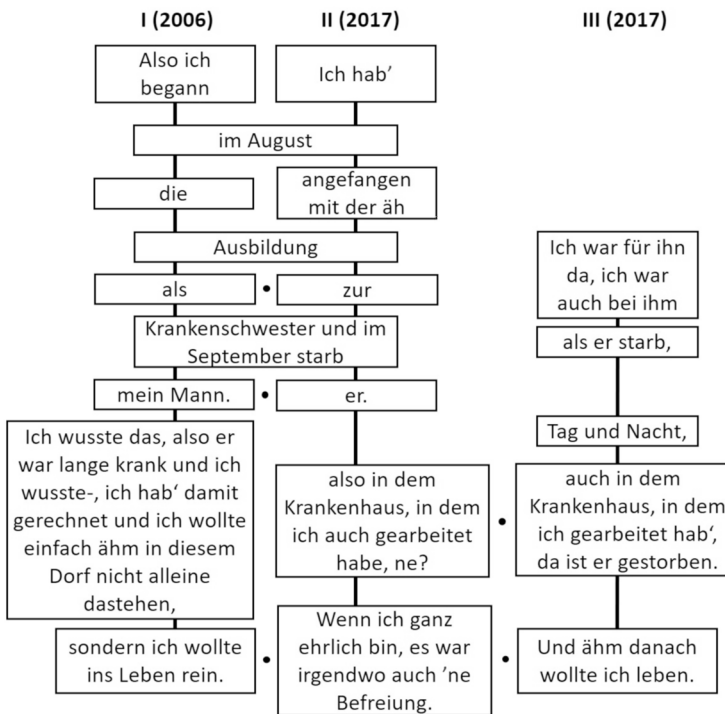 I (2006)
II (2017)
III (2017)
Also ich
begann
Ich hab’
im August
die
angefangen
mit der äh
Ausbildung
als
•
zur
Krankenschwester und im
September starb
mein Mann.
•
er.
Ich wusste das, also er
war lange krank und ich
wusste-, ich hab‘ damit
gerechnet und ich wollte
einfach ähm in diesem
Dorf nicht alleine
dastehen,
also in dem
Krankenhaus, in dem
ich auch gearbeitet
habe, ne?
•
sondern ich wollte
ins Leben rein.
•
Wenn ich ganz
ehrlich bin, es war
irgendwo auch ’ne
Befreiung.
•
Ich war für ihn
da, ich war
auch bei ihm
als er starb,
Tag und Nacht,
auch in dem
Krankenhaus, in dem
ich gearbeitet hab‘,
da ist er gestorben.
Und ähm danach
wollte ich leben.